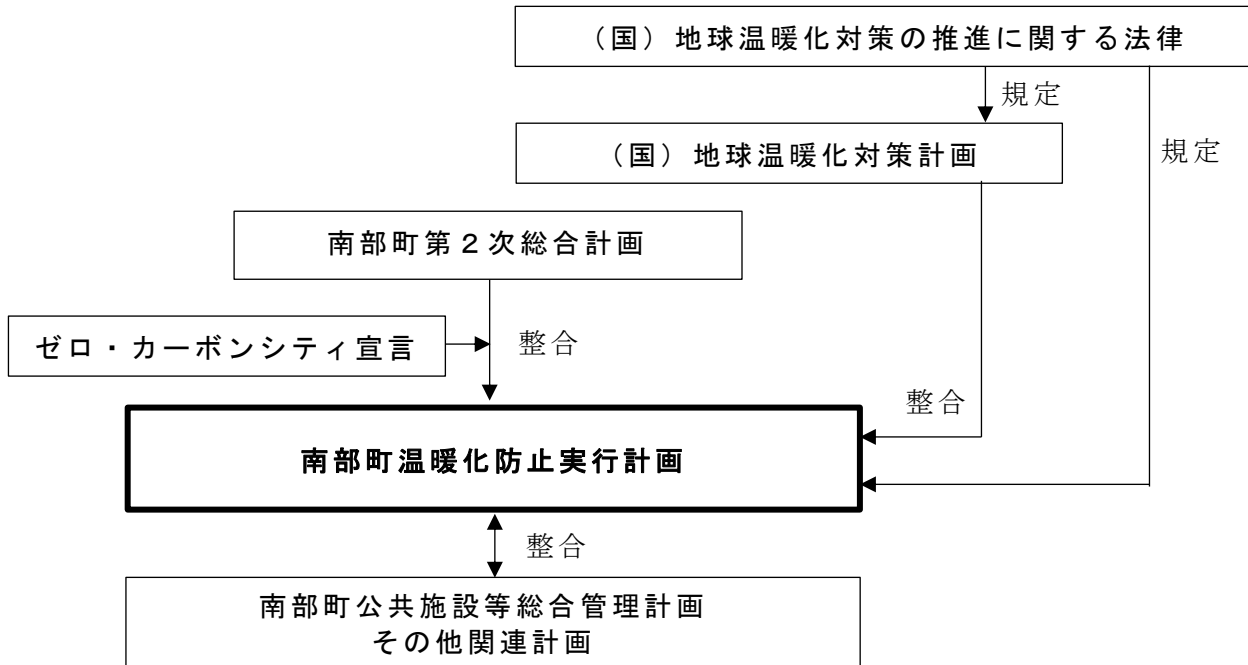 （国）地球温暖化対策の推進に関する法律
規定
（国）地球温暖化対策計画
規定
南部町第２次総合計画
ゼロ・カーボンシティ宣言
整合
整合
南部町温暖化防止実行計画
整合
南部町公共施設等総合管理計画
その他関連計画